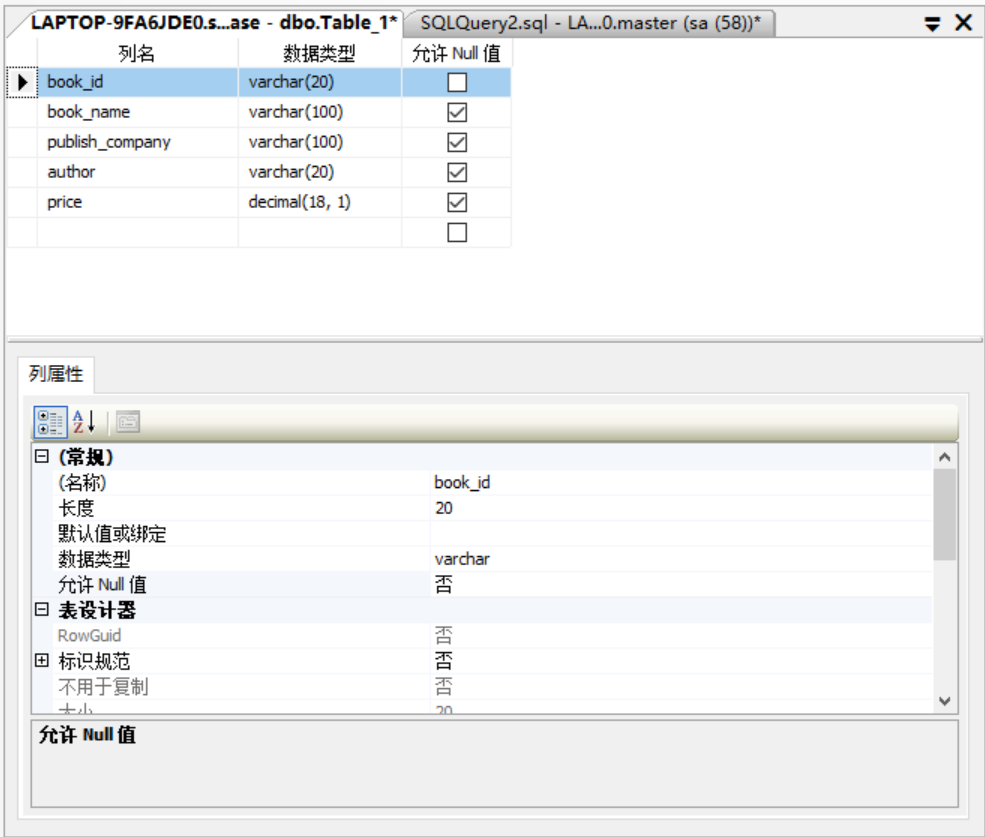 LAPTOP-9FA6JDE0.s...ase - dbo.Table_1* SQLQuery2.sql - LA...0.master (sa (58))*
列名 数据类型 允许 Null 值
book_id varchar(20)
book_name varchar(100)
publish_company varchar(100)
author varchar(20)
price decimal(18, 1)
列属性
(常规)
(名称) book_id
长度 20
默认值或绑定
数据类型 varchar
允许 Null 值 否
表设计器
RowGuid 否
标识规范 否
不用于复制 否
大小 20
允许 Null 值